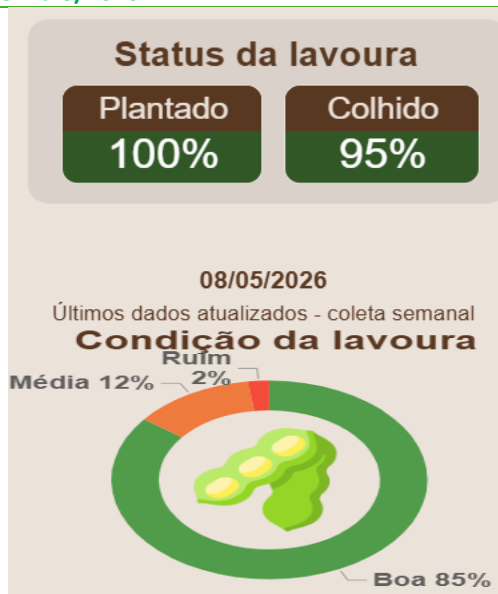 Status da lavoura
Plantado
100%
Colhido
95%
08/05/2026
Últimos dados atualizados - coleta semanal
Condição da lavoura
Ruim
2%
Média 12%
Boa 85%